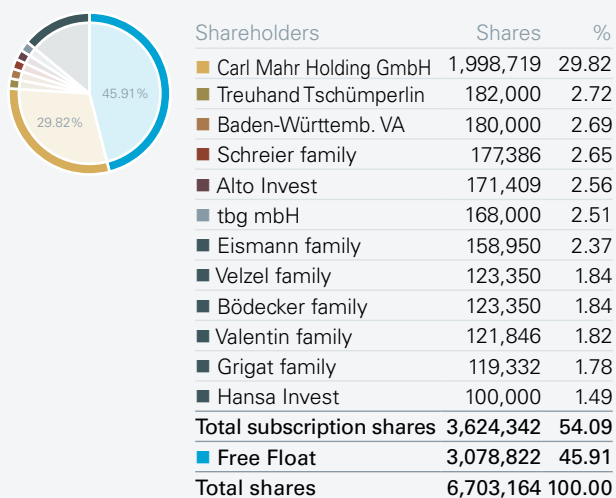 45.91%
29.82%
Shareholders Shares %
Carl Mahr Holding GmbH 1,998,719 29.82
Treuhand Tschümperlin 182,000 2.72
Baden-Württemb. VA 180,000 2.69
Schreier family 177,386 2.65
Alto Invest 171,409 2.56
tbg mbH 168,000 2.51
Eismann family 158,950 2.37
Velzel family 123,350 1.84
Bödecker family 123,350 1.84
Valentin family 121,846 1.82
Grigat family 119,332 1.78
Hansa Invest 100,000 1.49
Total subscription shares 3,624,342 54.09
Free Float 3,078,822 45.91
Total shares 6,703,164 100.00